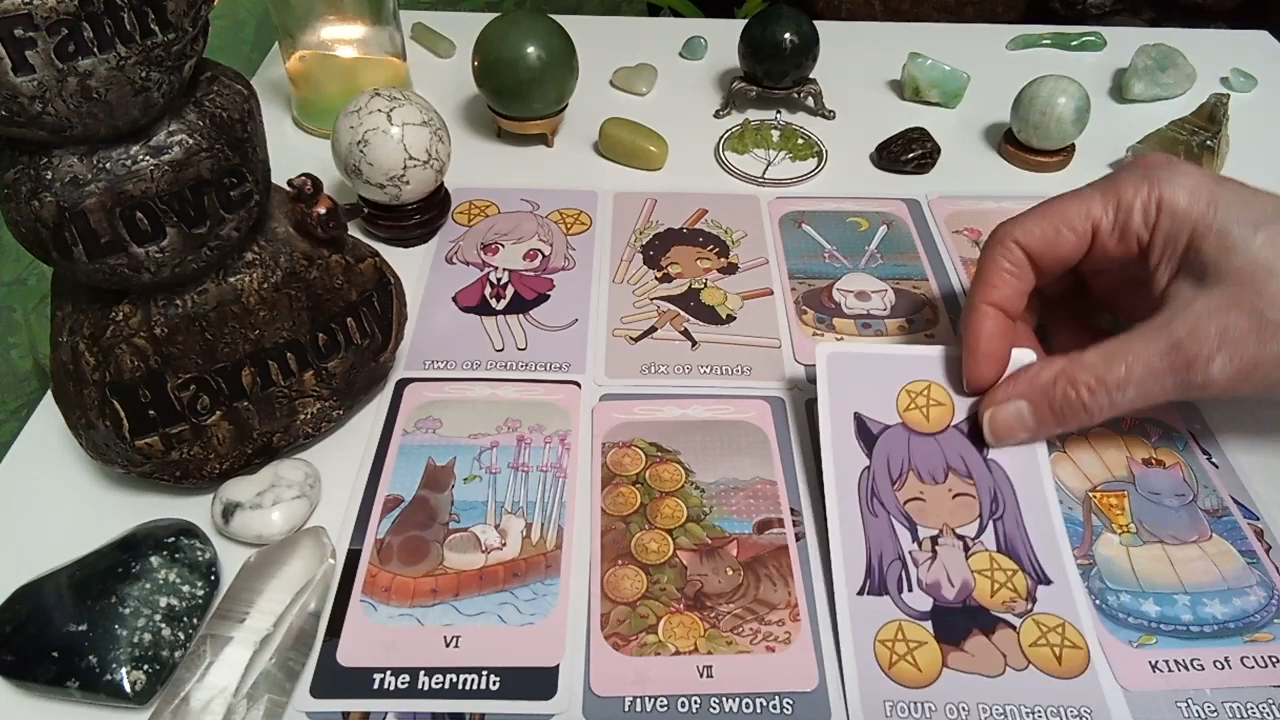 Faith
Love
Harmony
TWO OF PENTACLES
SIX OF WANDS
VI
The hermit
VII
FIVE OF SWORDS
FOUR OF PENTACLES
KING OF CUP
The magi